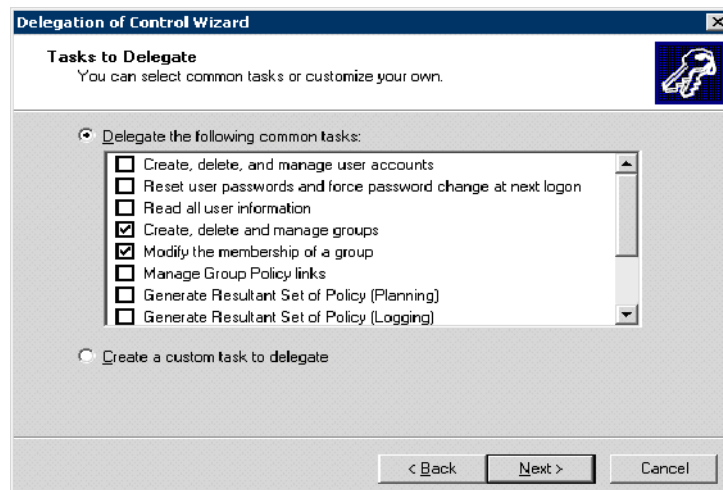 Delegation of Control Wizard
Tasks to Delegate
You can select common tasks or customize your own.
Delegate the following common tasks:
Create, delete, and manage user accounts
Reset user passwords and force password change at next logon
Read all user information
Create, delete and manage groups
Modify the membership of a group
Manage Group Policy links
Generate Resultant Set of Policy (Planning)
Generate Resultant Set of Policy (Logging)
Create a custom task to delegate
< Back Next > Cancel